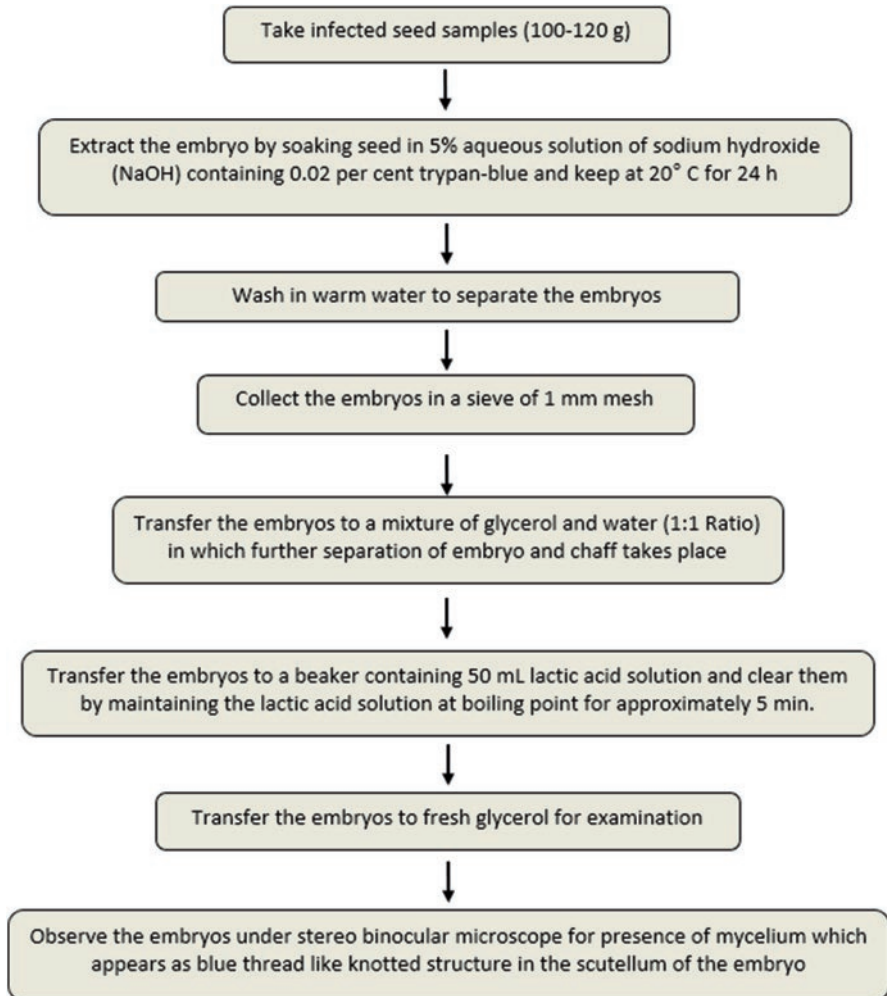 Take infected seed samples (100-120 g)
Extract the embryo by soaking seed in 5% aqueous solution of sodium hydroxide
(NaOH) containing 0.02 per cent trypan-blue and keep at 20° C for 24 h
Wash in warm water to separate the embryos
Collect the embryos in a sieve of 1 mm mesh
Transfer the embryos to a mixture of glycerol and water (1:1 Ratio)
in which further separation of embryo and chaff takes place
Transfer the embryos to a beaker containing 50 mL lactic acid solution and clear them
by maintaining the lactic acid solution at boiling point for approximately 5 min.
Transfer the embryos to fresh glycerol for examination
Observe the embryos under stereo binocular microscope for presence of mycelium which
appears as blue thread like knotted structure in the scutellum of the embryo